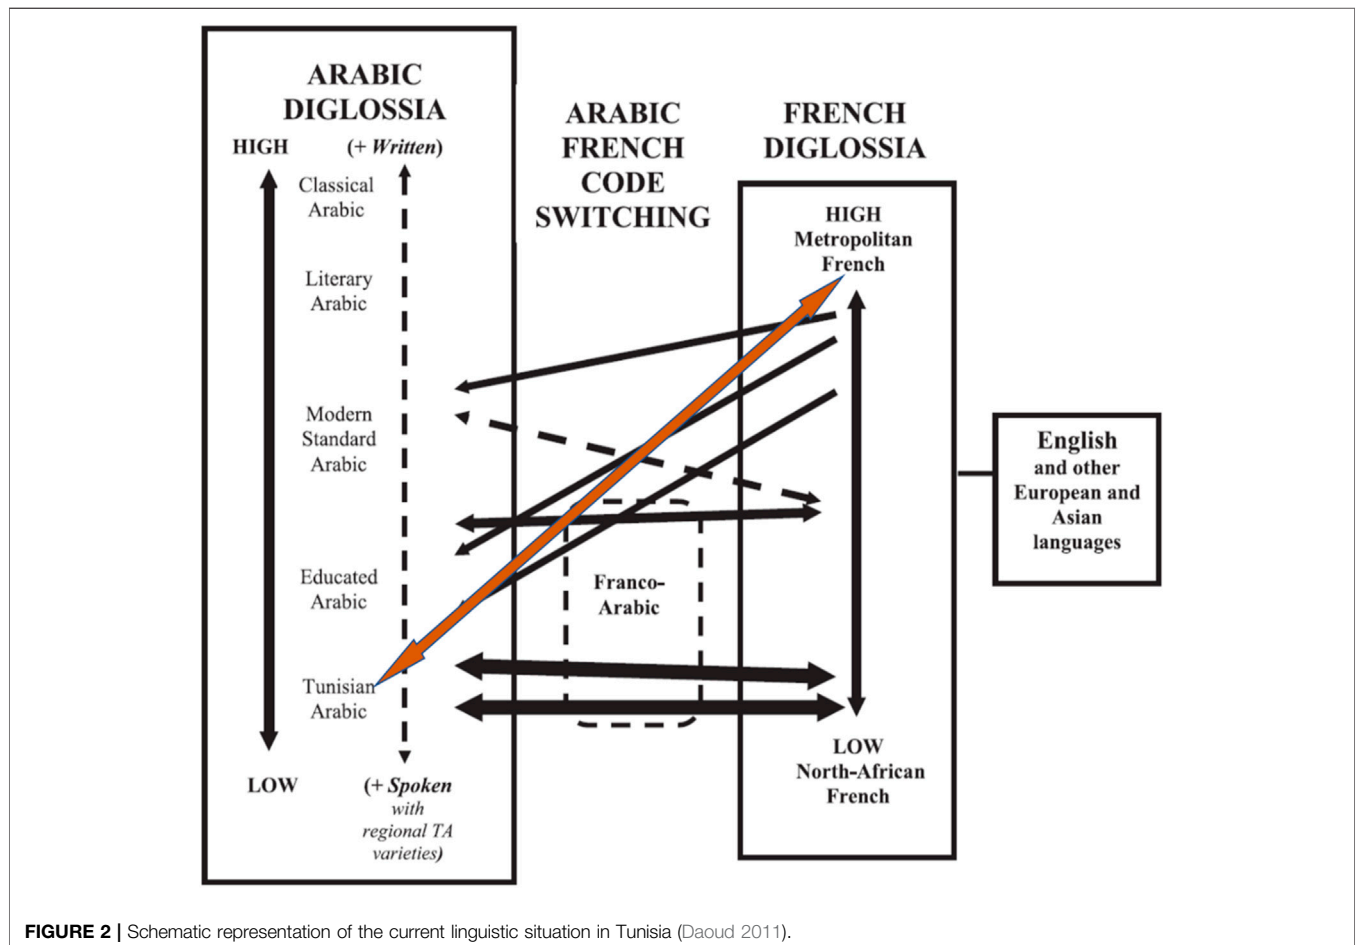 ARABIC
DIGLOSSIA
HIGH
(+ Written)
Classical
Arabic
Literary
Arabic
Modern
Standard
Arabic
Educated
Arabic
Tunisian
Arabic
LOW
(+ Spoken
with
regional TA
varieties)
ARABIC
FRENCH
CODE
SWITCHING
Franco-
Arabic
FRENCH
DIGLOSSIA
HIGH
Metropolitan
French
LOW
North-African
French
English
and other
European and
Asian
languages
FIGURE 2 | Schematic representation of the current linguistic situation in Tunisia (Daoud 2011).